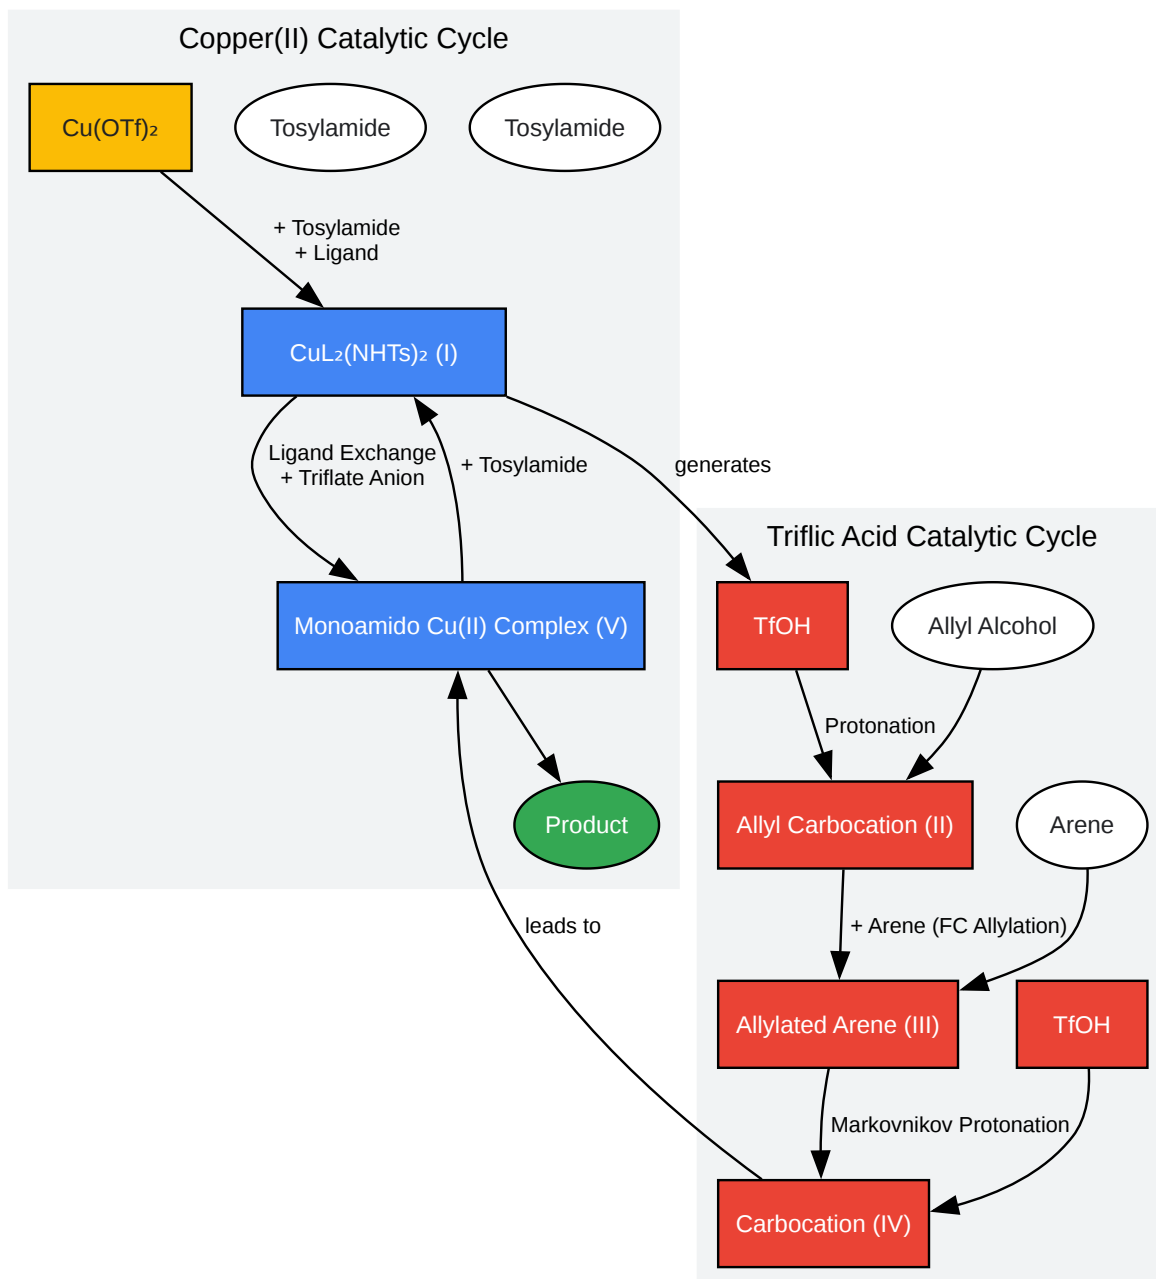 Copper(II) Catalytic Cycle
Cu(OTf)₂
Tosylamide
Tosylamide
+ Tosylamide
+ Ligand
CuL₂(NHTs)₂ (I)
Ligand Exchange
+ Triflate Anion
+ Tosylamide
generates
Triflic Acid Catalytic Cycle
Monoamido Cu(II) Complex (V)
TfOH
Allyl Alcohol
Protonation
Product
Allyl Carbocation (II)
Arene
leads to
+ Arene (FC Allylation)
Allylated Arene (III)
TfOH
Markovnikov Protonation
Carbocation (IV)